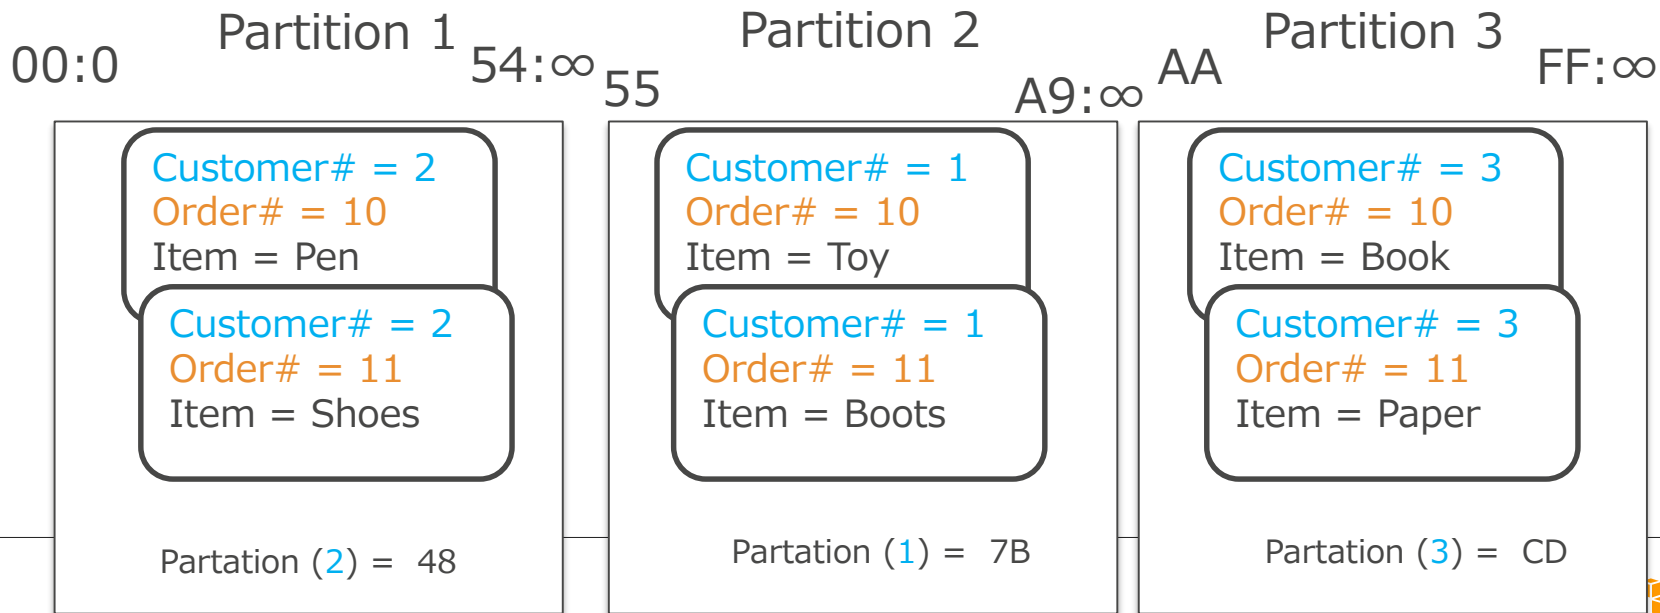 Partition 1
00:0
54:∞
Customer# = 2
Order# = 10
Item = Pen
Customer# = 2
Order# = 11
Item = Shoes
Partation (2) = 48
Partition 2
55
A9:∞
Customer# = 1
Order# = 10
Item = Toy
Customer# = 1
Order# = 11
Item = Boots
Partation (1) = 7B
Partition 3
AA
FF:∞
Customer# = 3
Order# = 10
Item = Book
Customer# = 3
Order# = 11
Item = Paper
Partation (3) = CD